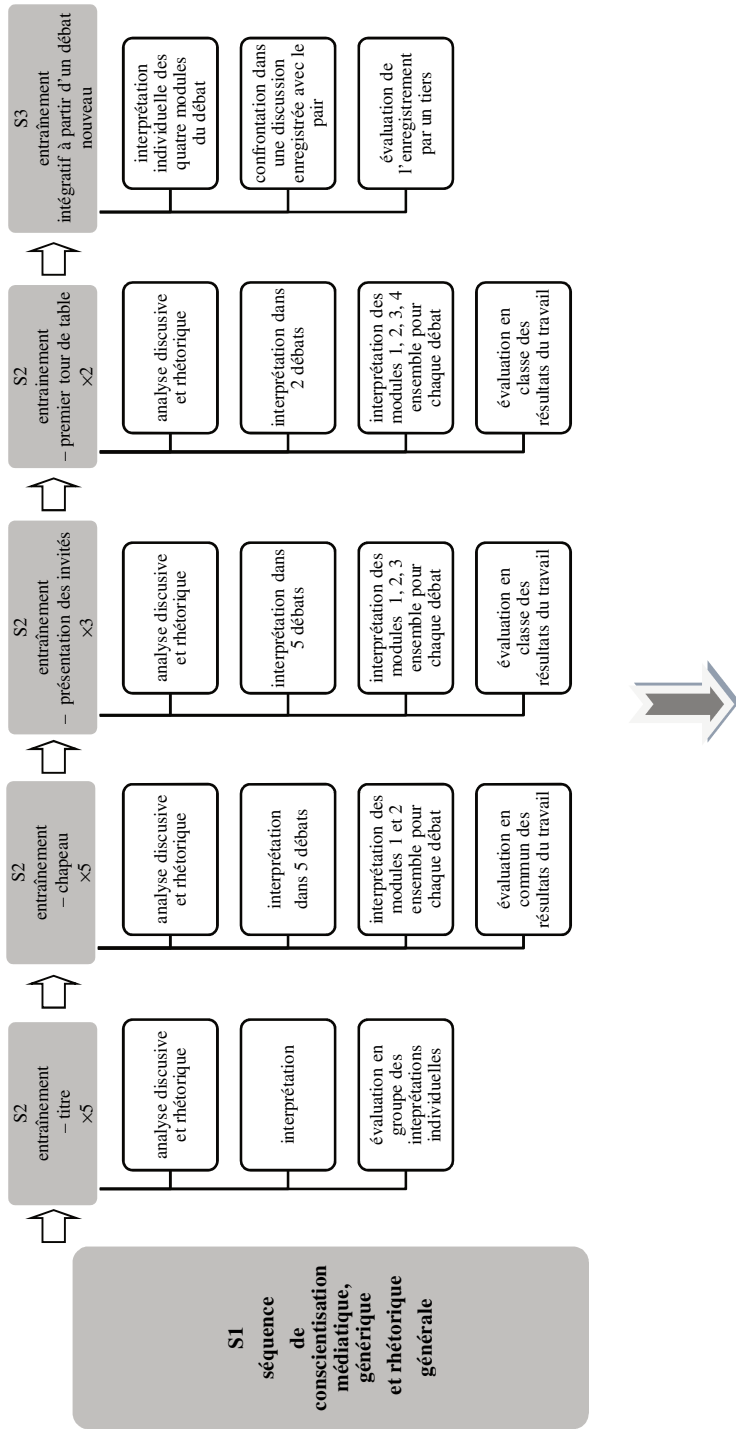 S1
séquence
de
conscientisation
médiatique,
générique
et rhétorique
générale
S2
entraînement
– titre
×5
analyse discusive
et rhétorique
interprétation
évaluation en
groupe des
inteprétations
individuelles
S2
entraînement
– chapeau
×5
analyse discusive
et rhétorique
interprétation
dans 5 débats
interprétation des
modules 1 et 2
ensemble pour
chaque débat
évaluation en
commun des
résultats du travail
S2
entraînement
– présentation des invités
×3
analyse discusive
et rhétorique
interprétation dans
5 débats
interprétation des
modules 1, 2, 3
ensemble pour
chaque débat
évaluation en
classe des
résultats du travail
S2
entrainement
– premier tour de table
×2
analyse discusive
et rhétorique
interprétation dans
2 débats
interprétation des
modules 1, 2, 3, 4
ensemble pour
chaque débat
évaluation en
classe des
résultats du travail
S3
entraînement
intégratif à partir d'un débat
nouveau
interprétation
individuelle des
quatre modules
du débat
confrontation dans
une discussion
enregistrée avec le
pair
évaluation de
l'enregistrement
par un tiers